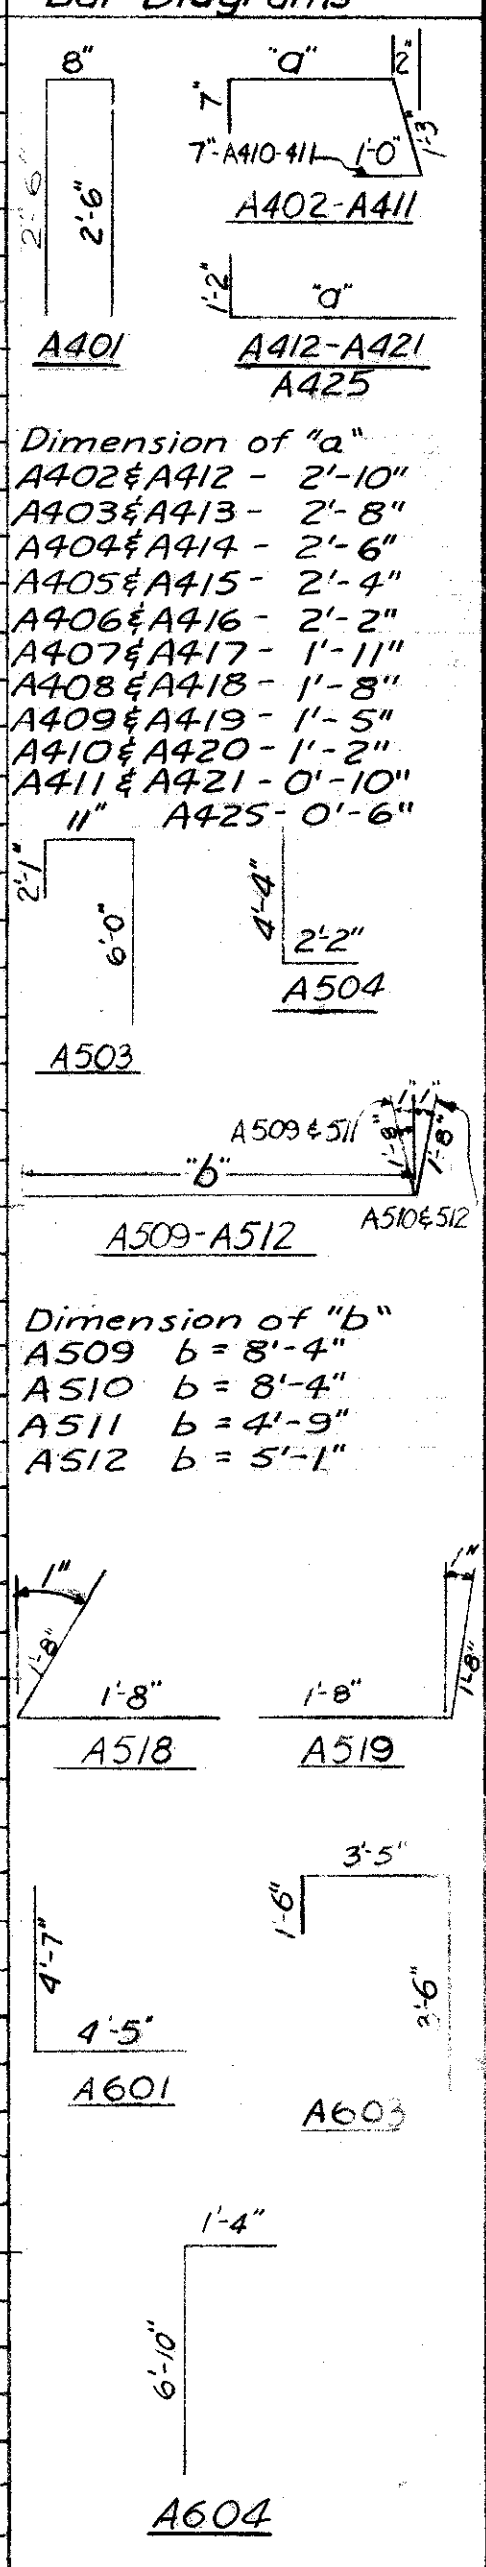 Bar Diagrams
8" "a" 2"
7"
2'-6" 2'-6" 7"-A410-411 1'-0" 1'-3"
A402-A411
1'-2" "a"
A401 A412-A421
A425
Dimension of "a"
A402&A412 - 2'-10"
A403&A413 - 2'-8"
A404&A414 - 2'-6"
A405&A415 - 2'-4"
A406&A416 - 2'-2"
A407&A417 - 1'-11"
A408&A418 - 1'-8"
A409&A419 - 1'-5"
A410&A420 - 1'-2"
A411&A421 - 0'-10"
11" A425 - 0'-6"
2'-1" 6'-0" 4'-4" 2'-2"
A504
A503
1" 1"
A509&511 1'-8" 1'-8"
"b"
A509-A512 A510&512
Dimension of "b"
A509 b = 8'-4"
A510 b = 8'-4"
A511 b = 4'-9"
A512 b = 5'-1"
1" 1"
1'-8" 1'-8"
1'-8" 1'-8"
A518 A519
3'-5"
4'-7" 1'-6"
4'-5" 3'-6"
A601 A603
1'-4"
6'-10"
A604